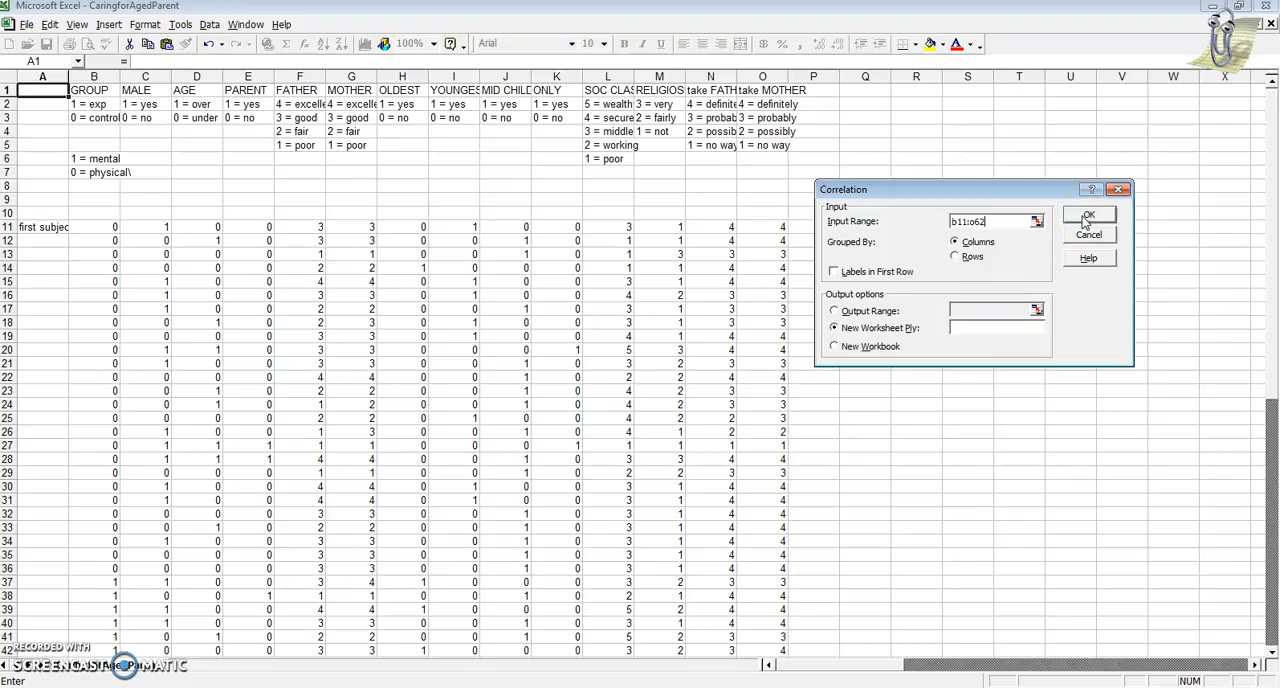 Microsoft Excel - CaringforAgedParent
File Edit View Insert Format Tools Data Window Help
100% Arial 10 B I U $ % ,
A1 =
A B C D E F G H I J K L M N O P Q R S T U V W X
1 GROUP MALE AGE PARENT FATHER MOTHER OLDEST YOUNGES MID CHILD ONLY SOC CLAS RELIGIOS take FATH take MOTHER
2 1 = exp 1 = yes 1 = over 1 = yes 4 = excelle 4 = excelle 1 = yes 1 = yes 1 = yes 1 = yes 5 = wealth 3 = very 4 = definite 4 = definitely
3 0 = control 0 = no 0 = under 0 = no 3 = good 3 = good 0 = no 0 = no 0 = no 0 = no 4 = secure 2 = fairly 3 = probab 3 = probably
4 2 = fair 2 = fair 3 = middle 1 = not 2 = possib 2 = possibly
5 1 = poor 1 = poor 2 = working 1 = no way 1 = no way
6 1 = mental 1 = poor
7 0 = physical\
8
9
10
11 first subjec 0 1 0 0 3 3 0 1 0 0 3 1 4 4
12 0 0 1 0 3 3 0 0 1 0 1 1 4 4
13 0 1 0 0 1 1 0 0 1 0 1 3 4 4
14 0 0 0 0 2 2 1 0 0 0 1 1 4 4
15 0 1 0 0 4 4 0 1 0 0 3 1 4 4
16 0 0 0 0 3 3 0 1 0 0 4 2 3 3
17 0 1 0 0 2 2 0 0 1 0 3 1 3 3
18 0 0 1 0 2 3 0 1 0 0 3 2 4 4
19 0 0 0 0 3 3 0 1 0 0 4 1 4 4
20 0 1 1 0 3 3 0 0 0 1 5 3 4 4
21 0 1 0 0 3 3 0 0 1 0 3 2 3 3
22 0 0 0 0 4 4 0 0 1 0 2 2 4 4
23 0 0 1 0 2 2 0 0 1 0 4 2 3 3
24 0 0 1 0 1 2 0 0 1 0 4 2 3 3
25 0 0 0 0 2 2 0 1 0 0 4 2 3 3
26 0 0 0 0 1 3 0 1 0 0 4 1 2 2
27 0 1 1 1 1 1 0 0 0 1 1 1 1 1
28 0 1 1 1 4 4 0 0 1 0 3 3 4 4
29 0 0 0 0 1 1 0 0 1 0 2 2 3 3
30 0 0 0 0 4 4 0 1 0 0 3 1 4 4
31 0 0 0 0 4 4 0 1 0 0 3 1 4 4
32 0 0 0 0 3 3 0 0 1 0 3 1 4 4
33 0 0 1 0 2 2 0 0 1 0 3 1 4 4
34 0 0 0 0 3 3 0 0 1 0 3 1 4 4
35 0 0 0 0 3 3 0 0 1 0 3 1 4 4
36 0 0 0 0 3 3 0 0 1 0 3 1 4 4
37 1 1 0 0 3 4 1 0 0 0 3 2 3 3
38 1 0 1 1 1 1 0 0 1 0 3 1 4 4
39 1 1 0 0 4 4 1 0 0 0 5 2 4 4
40 1 0 0 0 3 3 0 0 1 0 3 1 4 4
41 1 0 1 0 2 2 0 0 1 0 5 2 3 3
42 1 0 0 3 3 1 0 0 0 3 2 4 4
Correlation
Input
Input Range: b11:o62
Grouped By: Columns
Rows
Labels in First Row
Output options
Output Range:
New Worksheet Ply:
New Workbook
OK
Cancel
Help
RECORDED WITH
SCREENCAST-O-MATIC
Enter NUM